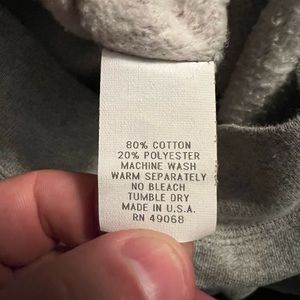 80% COTTON
20% POLYESTER
MACHINE WASH
WARM SEPARATELY
NO BLEACH
TUMBLE DRY
MADE IN U.S.A.
RN 49068